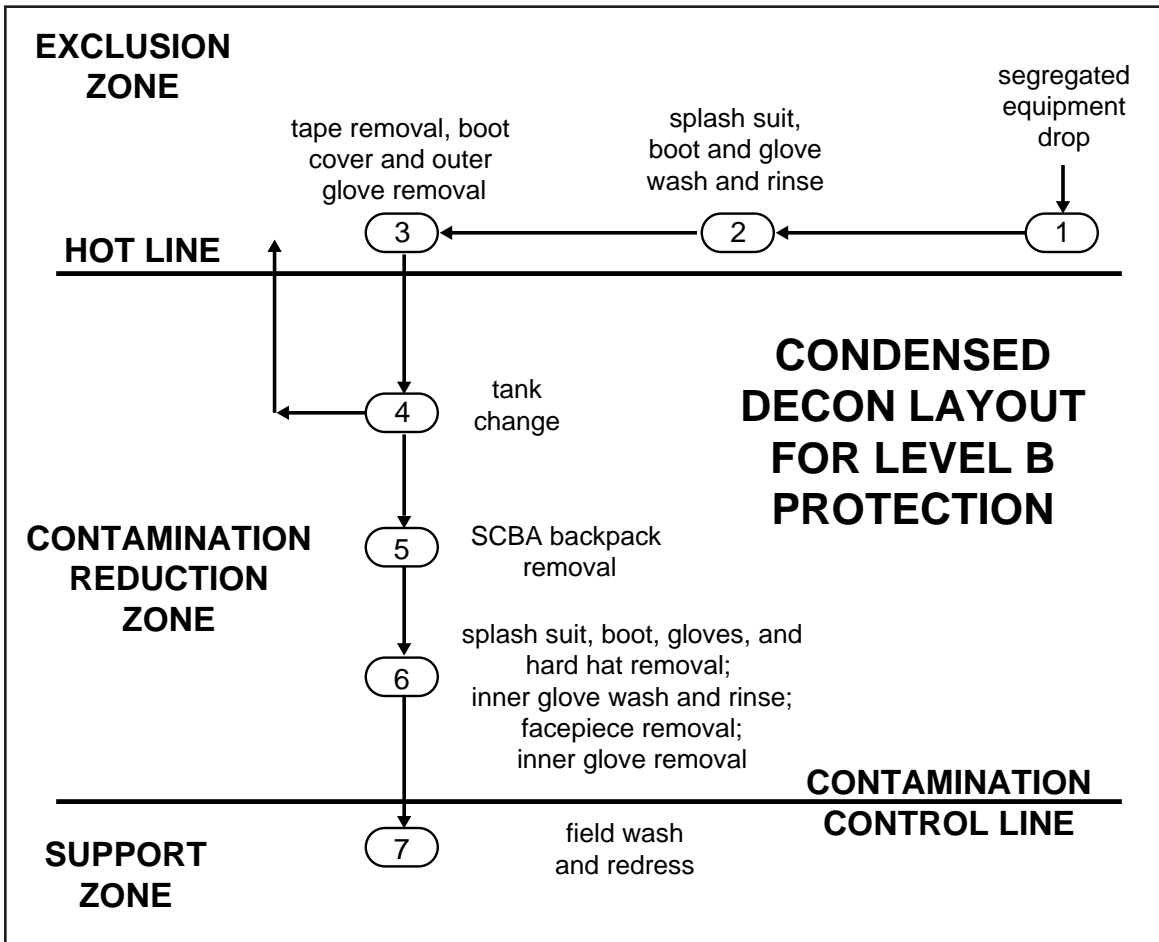 EXCLUSION
ZONE
segregated
equipment
drop
splash suit,
boot and glove
wash and rinse
tape removal, boot
cover and outer
glove removal
3
2
1
HOT LINE
CONDENSED
DECON LAYOUT
FOR LEVEL B
PROTECTION
4
tank
change
CONTAMINATION
REDUCTION
ZONE
5
SCBA backpack
removal
6
splash suit, boot, gloves, and
hard hat removal;
inner glove wash and rinse;
facepiece removal;
inner glove removal
CONTAMINATION
CONTROL LINE
SUPPORT
ZONE
7
field wash
and redress